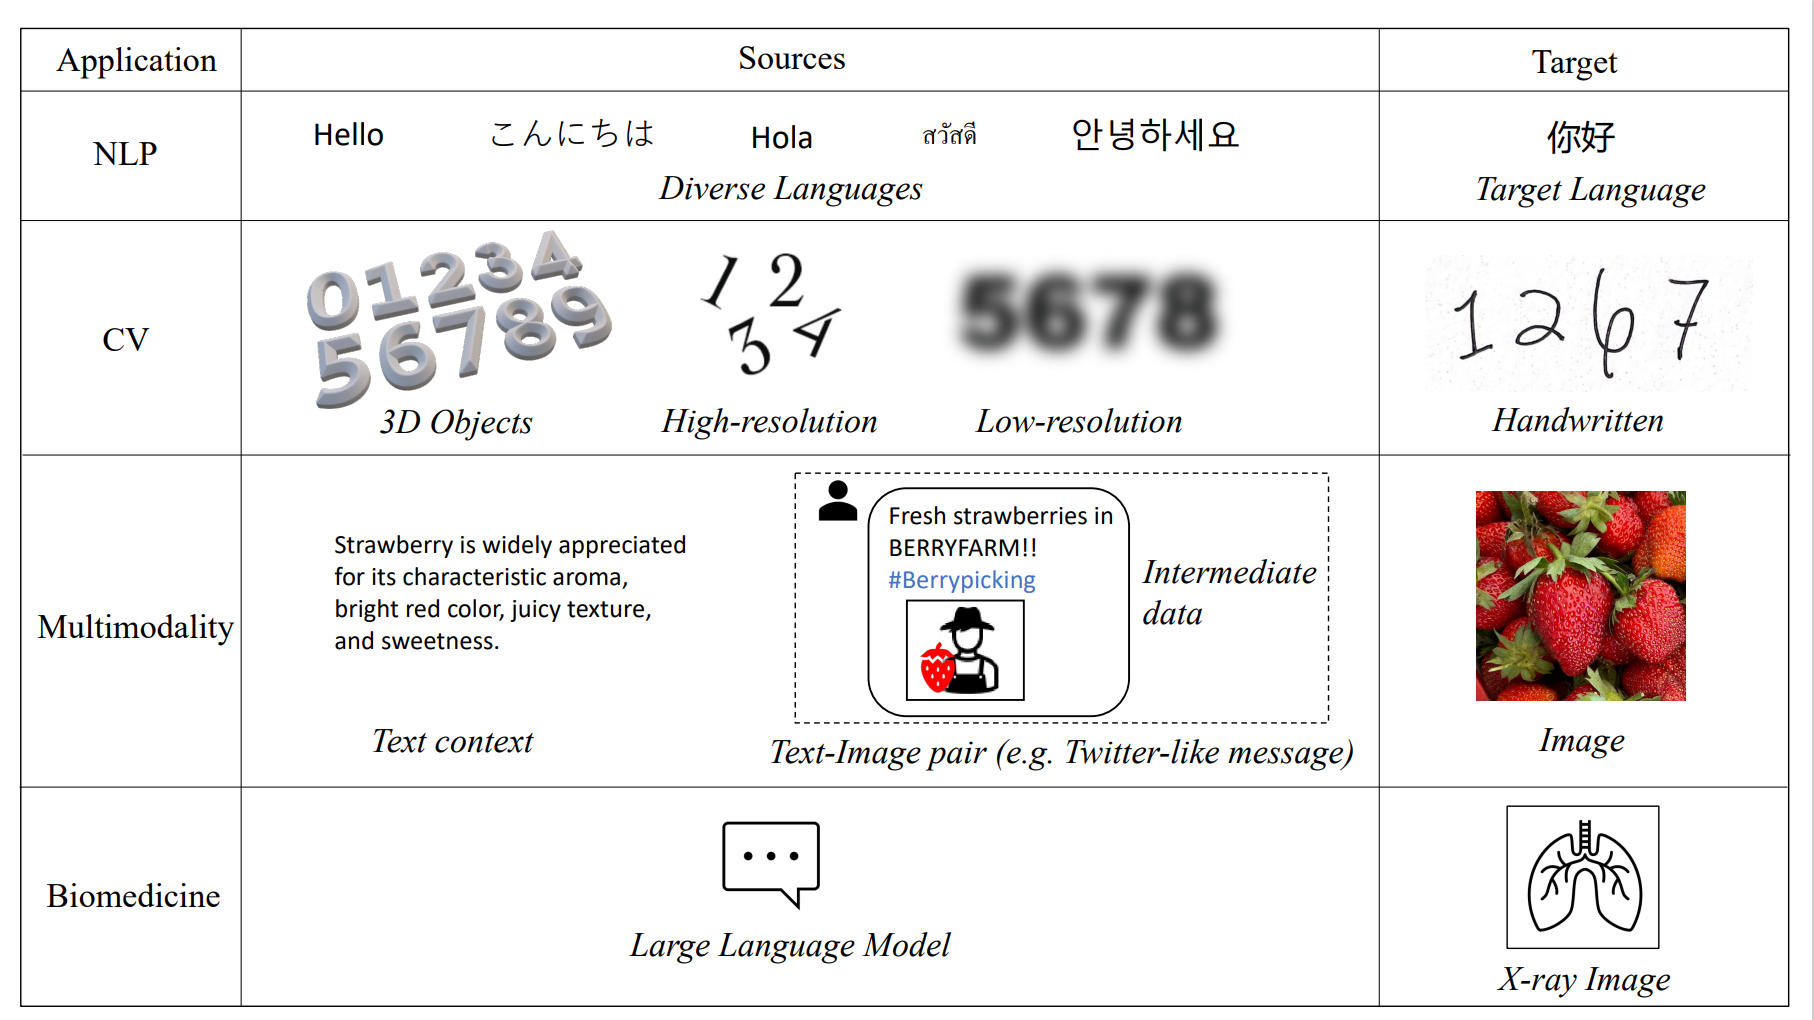 Application
Sources
Target
NLP
Hello
こんにちは
Hola
สวัสดี
안녕하세요
Diverse Languages
你好
Target Language
CV
01234
56789
3D Objects
1 2
3 4
High-resolution
5678
Low-resolution
1267
Handwritten
Multimodality
Strawberry is widely appreciated
for its characteristic aroma,
bright red color, juicy texture,
and sweetness.
Text context
Fresh strawberries in
BERRYFARM!!
#Berrypicking
Intermediate
data
Text-Image pair (e.g. Twitter-like message)
Image
Biomedicine
Large Language Model
X-ray Image